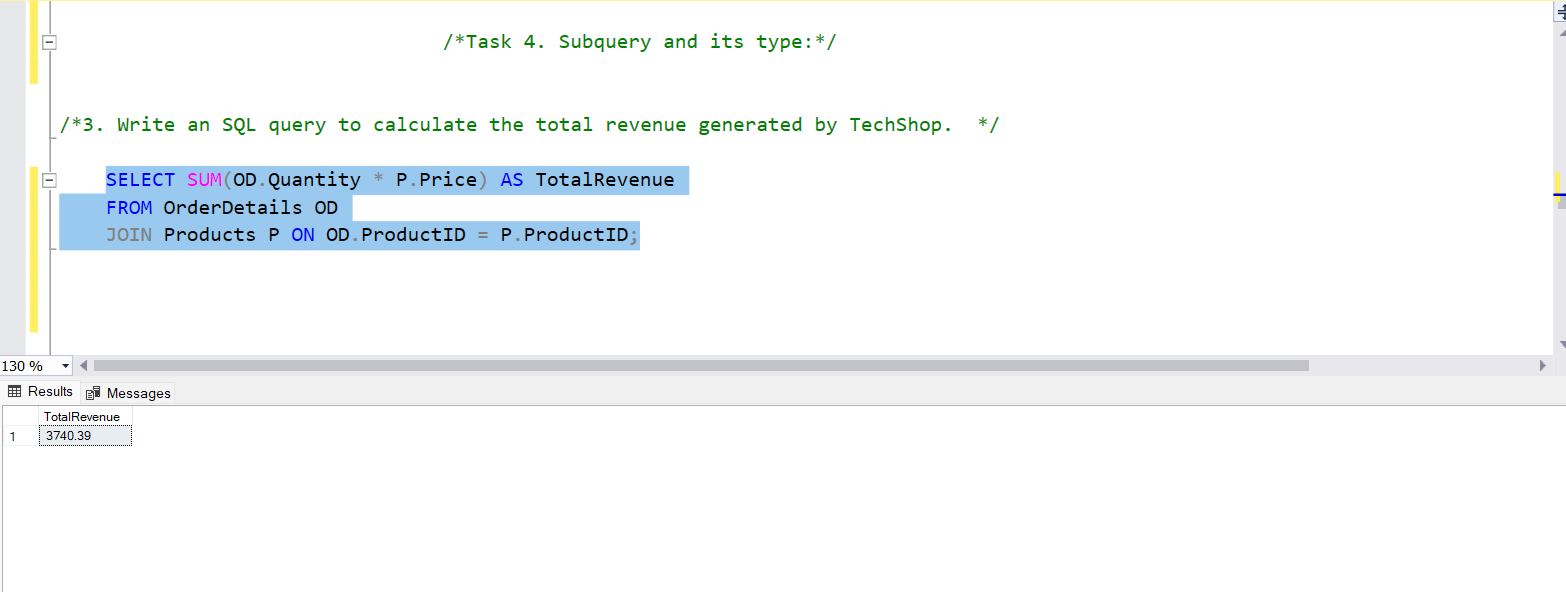 /*Task 4. Subquery and its type:*/
/*3. Write an SQL query to calculate the total revenue generated by TechShop.  */
SELECT SUM(OD.Quantity * P.Price) AS TotalRevenue
FROM OrderDetails OD
JOIN Products P ON OD.ProductID = P.ProductID;
130 %
Results Messages
TotalRevenue
1 3740.39